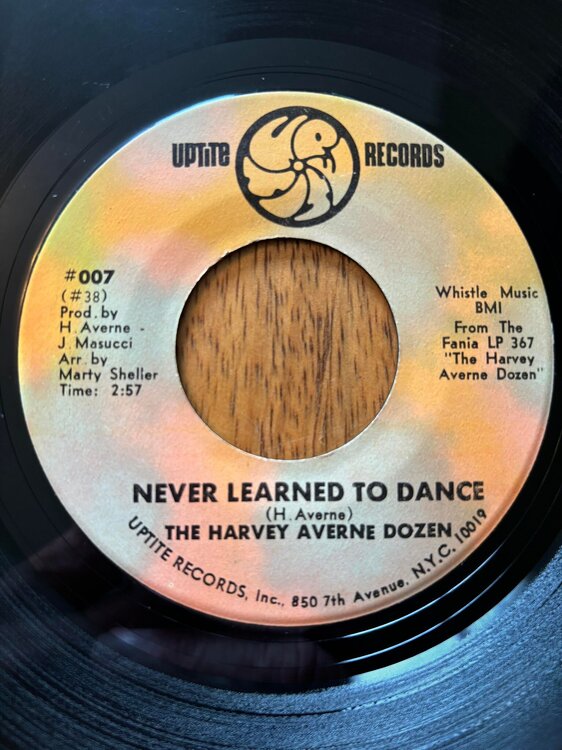 UPTITE RECORDS
UP
#007
(#38)
Prod. by
H. Averne -
J. Masucci
Arr. by
Marty Sheller
Time: 2:57
Whistle Music
BMI
From The
Fania LP 367
"The Harvey
Averne Dozen"
NEVER LEARNED TO DANCE
(H. Averne)
THE HARVEY AVERNE DOZEN
UPTITE RECORDS, Inc., 850 7th Avenue. N.Y.C. 10019